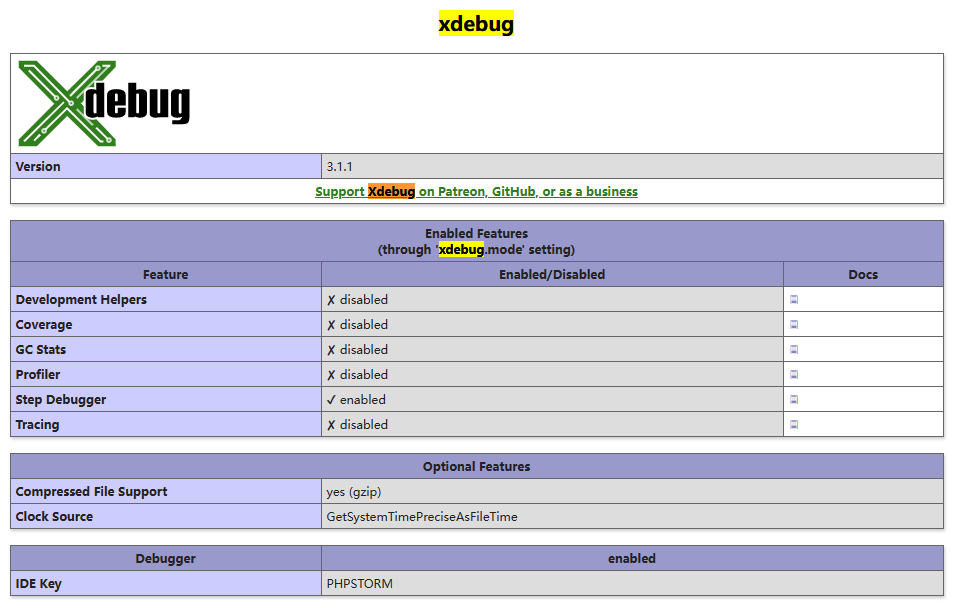 xdebug
Xdebug
Version 3.1.1
Support Xdebug on Patreon, GitHub, or as a business
Enabled Features
(through 'xdebug.mode' setting)
Feature Enabled/Disabled Docs
Development Helpers ✗ disabled
Coverage ✗ disabled
GC Stats ✗ disabled
Profiler ✗ disabled
Step Debugger ✓ enabled
Tracing ✗ disabled
Optional Features
Compressed File Support yes (gzip)
Clock Source GetSystemTimePreciseAsFileTime
Debugger enabled
IDE Key PHPSTORM